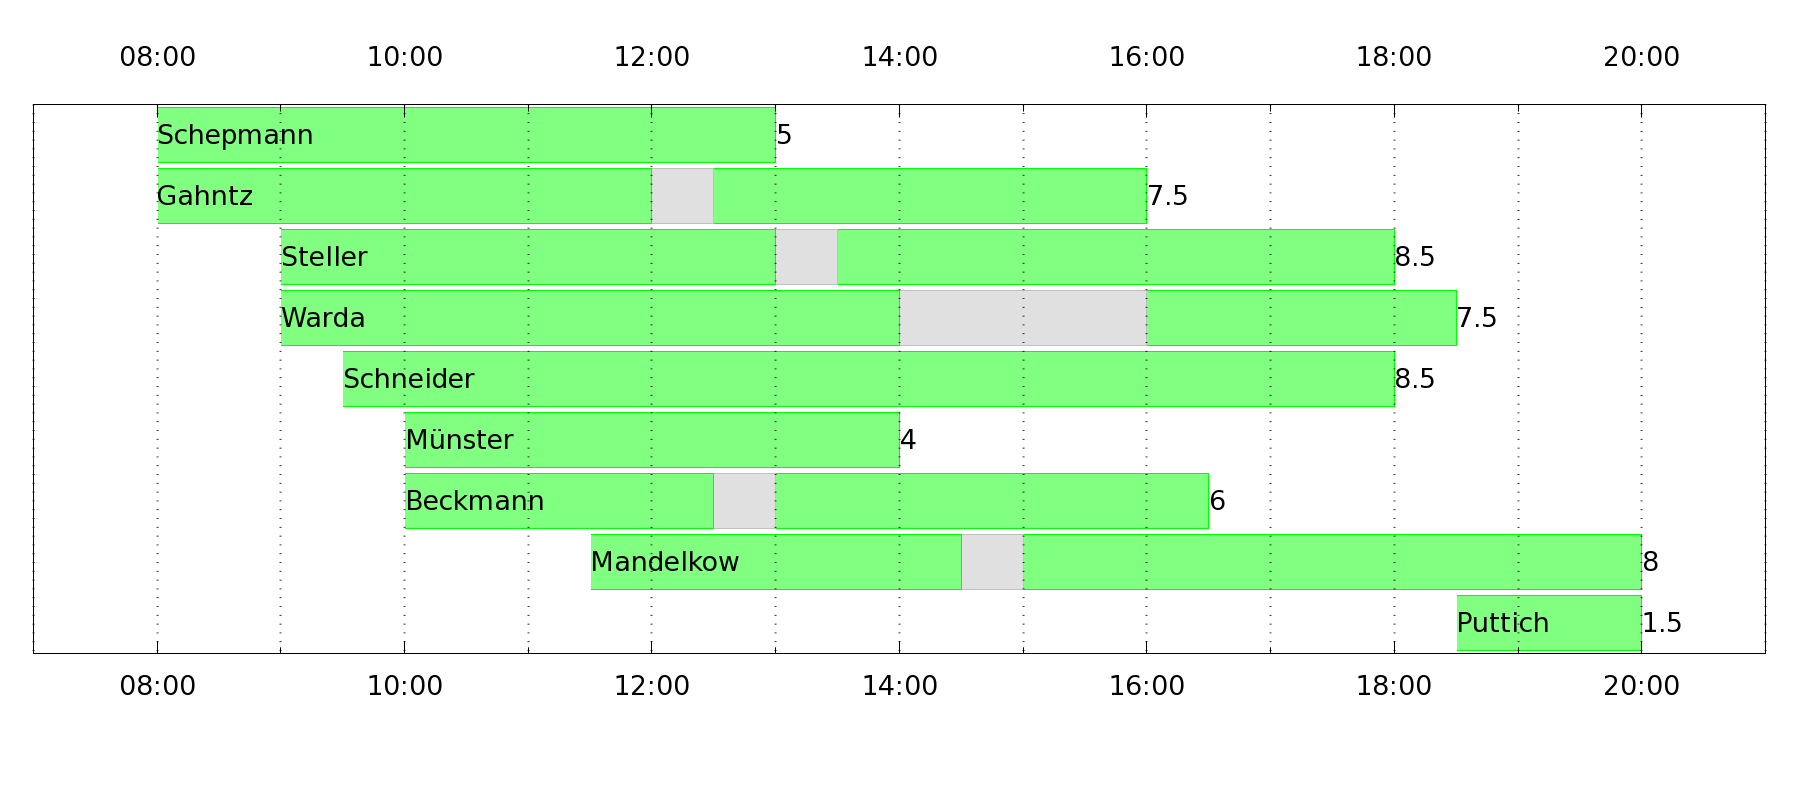 08:00 10:00 12:00 14:00 16:00 18:00 20:00
Schepmann 5
Gahntz 7.5
Steller 8.5
Warda 7.5
Schneider 8.5
Münster 4
Beckmann 6
Mandelkow 8
Puttich 1.5
08:00 10:00 12:00 14:00 16:00 18:00 20:00